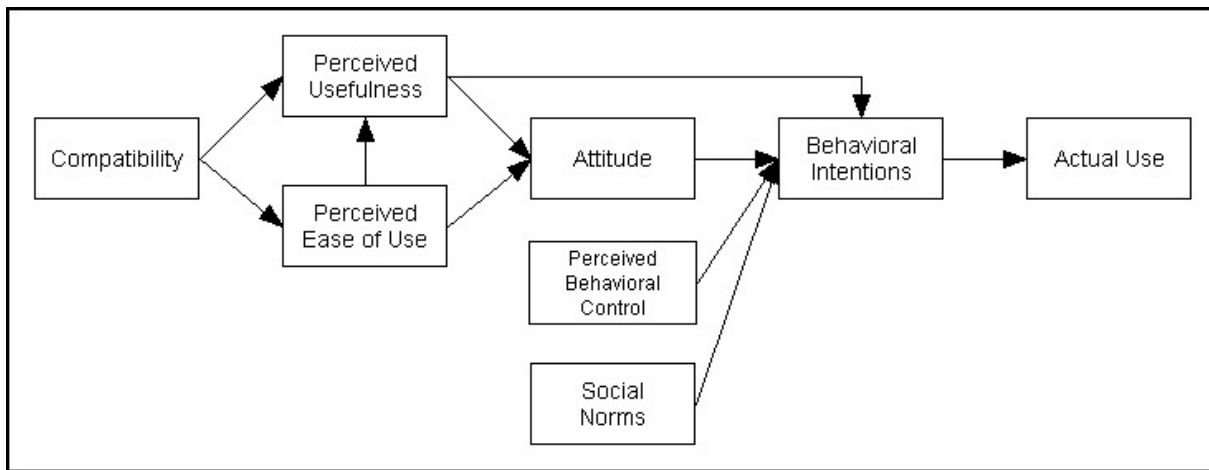 Perceived
Usefulness
Compatibility
Attitude
Behavioral
Intentions
Actual Use
Perceived
Ease of Use
Perceived
Behavioral
Control
Social
Norms